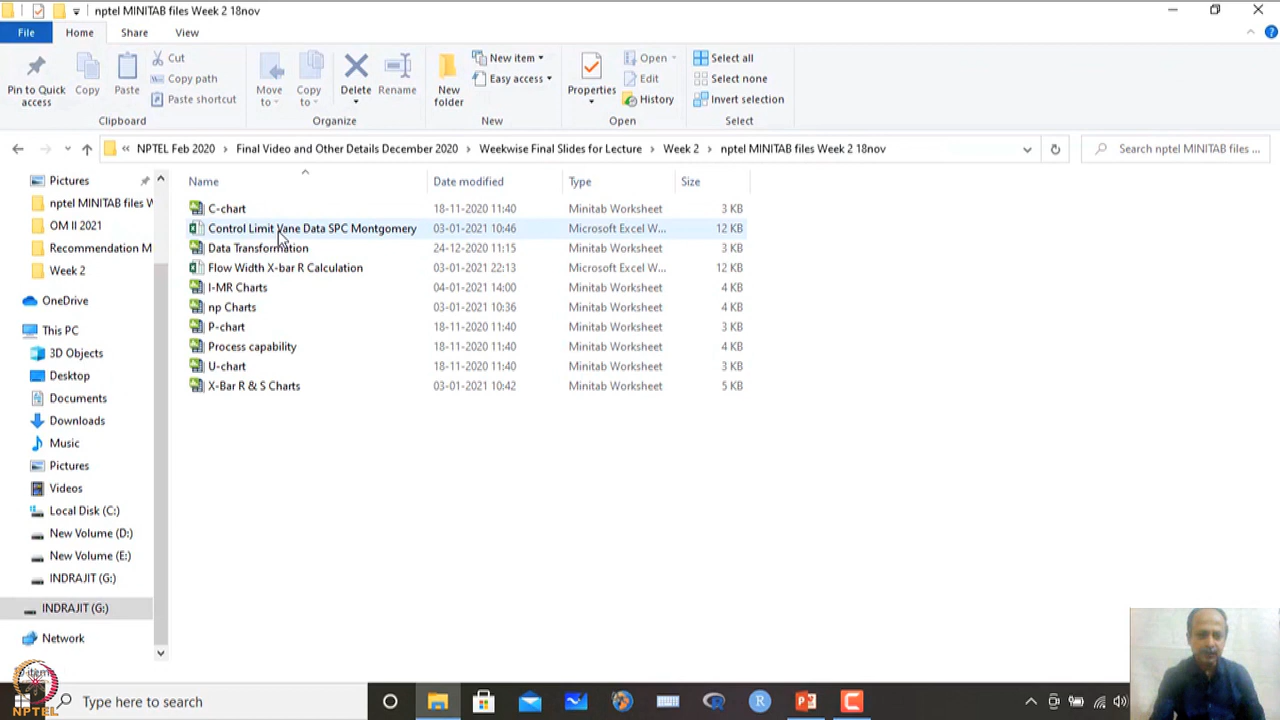 nptel MINITAB files Week 2 18nov
File Home Share View
Pin to Quick access
Copy
Paste
Cut
Copy path
Paste shortcut
Clipboard
Move to
Copy to
Delete
Rename
Organize
New folder
New item
Easy access
New
Properties
Open
Edit
History
Open
Select all
Select none
Invert selection
Select
« NPTEL Feb 2020 > Final Video and Other Details December 2020 > Weekwise Final Slides for Lecture > Week 2 > nptel MINITAB files Week 2 18nov
Search nptel MINITAB files ...
Pictures
nptel MINITAB files W
OM II 2021
Recommendation M
Week 2
OneDrive
This PC
3D Objects
Desktop
Documents
Downloads
Music
Pictures
Videos
Local Disk (C:)
New Volume (D:)
New Volume (E:)
INDRAJIT (G:)
INDRAJIT (G:)
Network
Name Date modified Type Size
C-chart 18-11-2020 11:40 Minitab Worksheet 3 KB
Control Limit Vane Data SPC Montgomery 03-01-2021 10:46 Microsoft Excel W... 12 KB
Data Transformation 24-12-2020 11:15 Minitab Worksheet 3 KB
Flow Width X-bar R Calculation 03-01-2021 22:13 Microsoft Excel W... 12 KB
I-MR Charts 04-01-2021 14:00 Minitab Worksheet 4 KB
np Charts 03-01-2021 10:36 Minitab Worksheet 4 KB
P-chart 18-11-2020 11:40 Minitab Worksheet 3 KB
Process capability 18-11-2020 11:40 Minitab Worksheet 4 KB
U-chart 18-11-2020 11:40 Minitab Worksheet 3 KB
X-Bar R & S Charts 03-01-2021 10:42 Minitab Worksheet 5 KB
NPTEL
Type here to search